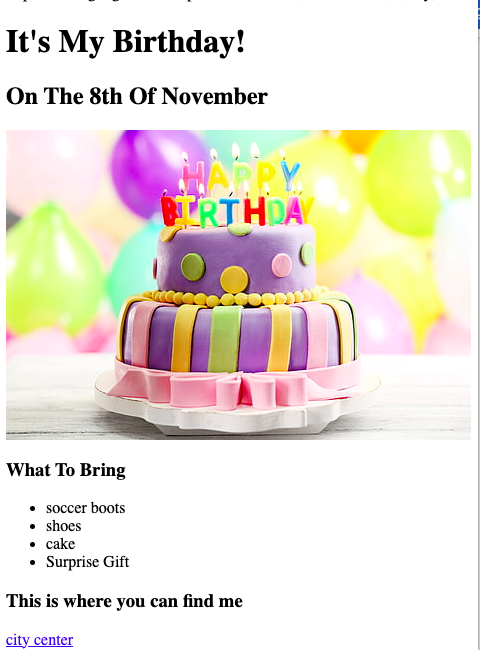 It's My Birthday!
On The 8th Of November
HAPPY
BIRTHDAY
What To Bring
soccer boots
shoes
cake
Surprise Gift
This is where you can find me
city center